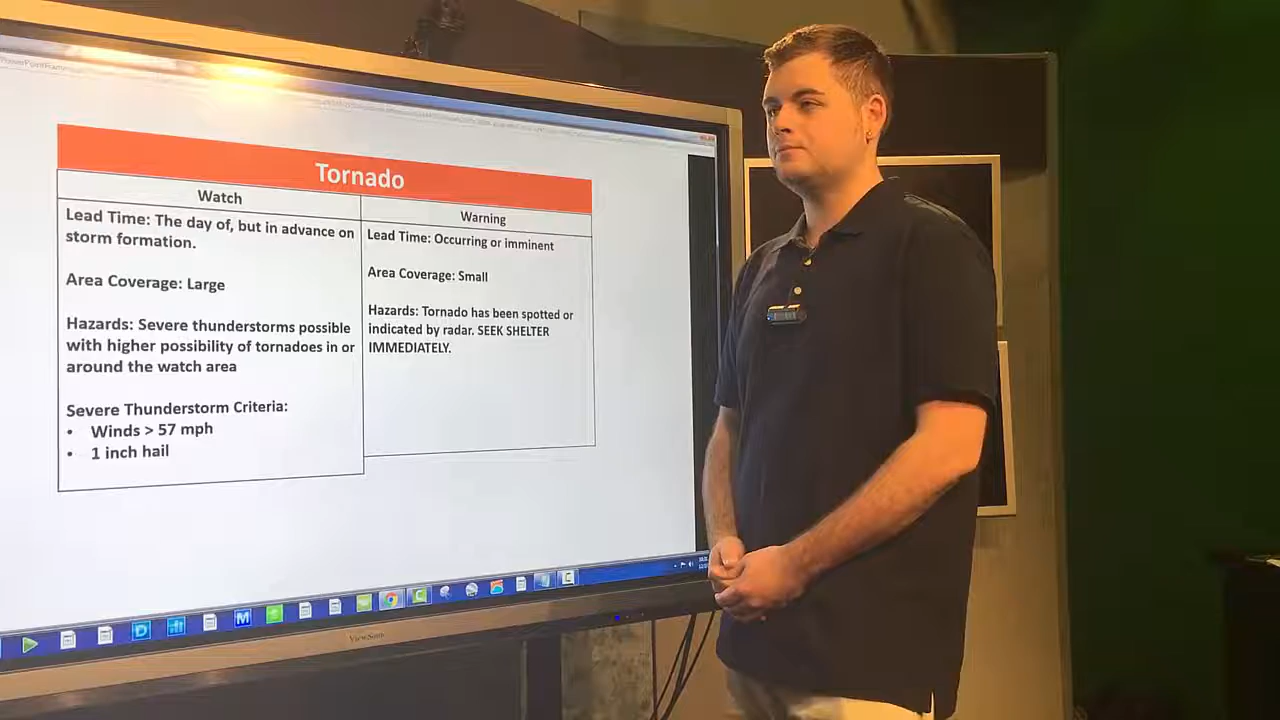 Tornado
Watch
Lead Time: The day of, but in advance on
storm formation.
Area Coverage: Large
Hazards: Severe thunderstorms possible
with higher possibility of tornadoes in or
around the watch area
Severe Thunderstorm Criteria:
• Winds > 57 mph
• 1 inch hail
Warning
Lead Time: Occurring or imminent
Area Coverage: Small
Hazards: Tornado has been spotted or
indicated by radar. SEEK SHELTER
IMMEDIATELY.
D
M
ViewSonic